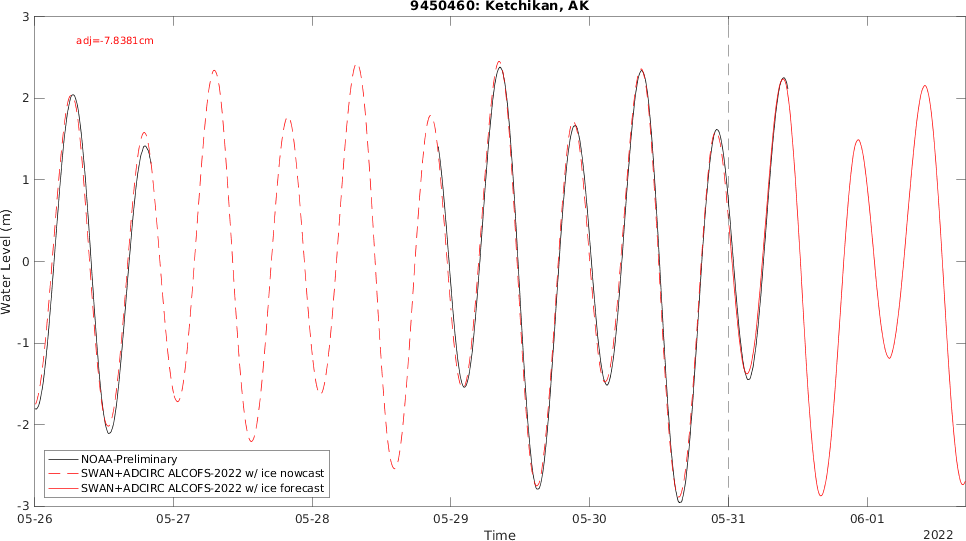 9450460: Ketchikan, AK
adj=-7.8381cm
3
2
1
0
-1
-2
-3
Water Level (m)
NOAA-Preliminary
SWAN+ADCIRC ALCOFS-2022 w/ ice nowcast
SWAN+ADCIRC ALCOFS-2022 w/ ice forecast
05-26 05-27 05-28 05-29 05-30 05-31 06-01
Time
2022